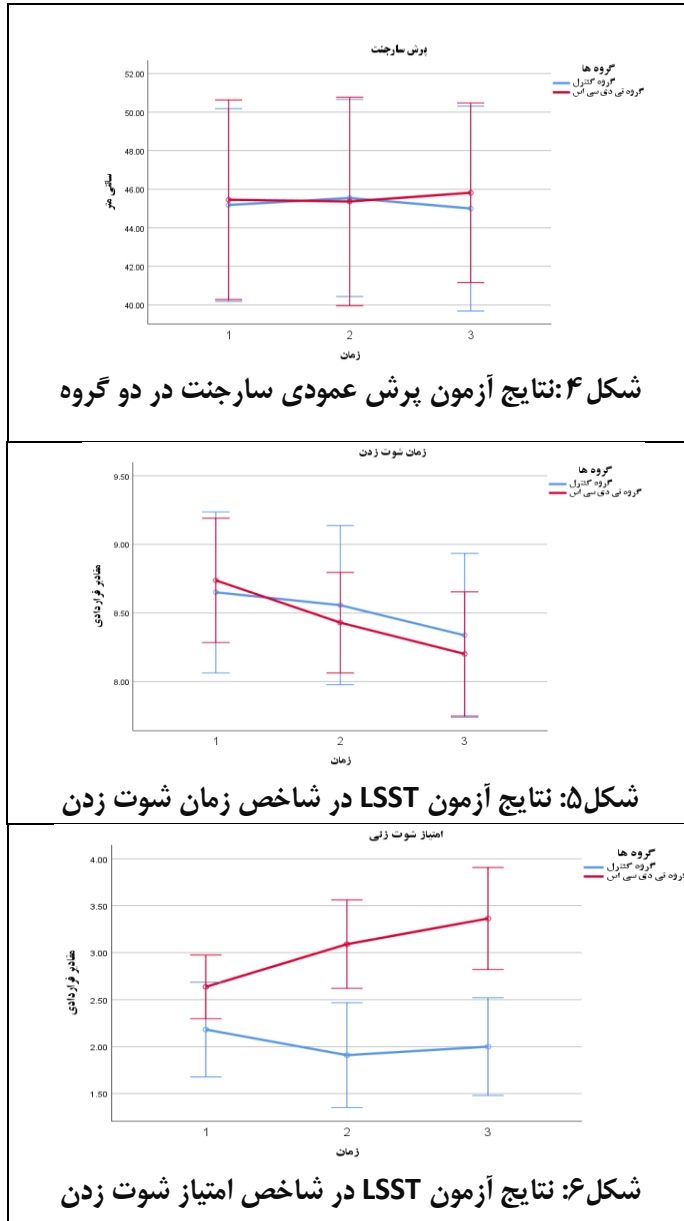 پرش سارجنت
گروه ها
گروه کنترل
گروه تی دی سی اس
سانتی متر
52.00
50.00
48.00
46.00
44.00
42.00
40.00
1 2 3
زمان
شکل ۴:نتایج آزمون پرش عمودی سارجنت در دو گروه
زمان شوت زدن
گروه ها
گروه کنترل
گروه تی دی سی اس
مقادیر قراردادی
9.50
9.00
8.50
8.00
1 2 3
زمان
شکل۵: نتایج آزمون LSST در شاخص زمان شوت زدن
امتیاز شوت زنی
گروه ها
گروه کنترل
گروه تی دی سی اس
مقادیر قراردادی
4.00
3.50
3.00
2.50
2.00
1.50
1 2 3
زمان
شکل۶: نتایج آزمون LSST در شاخص امتیاز شوت زدن